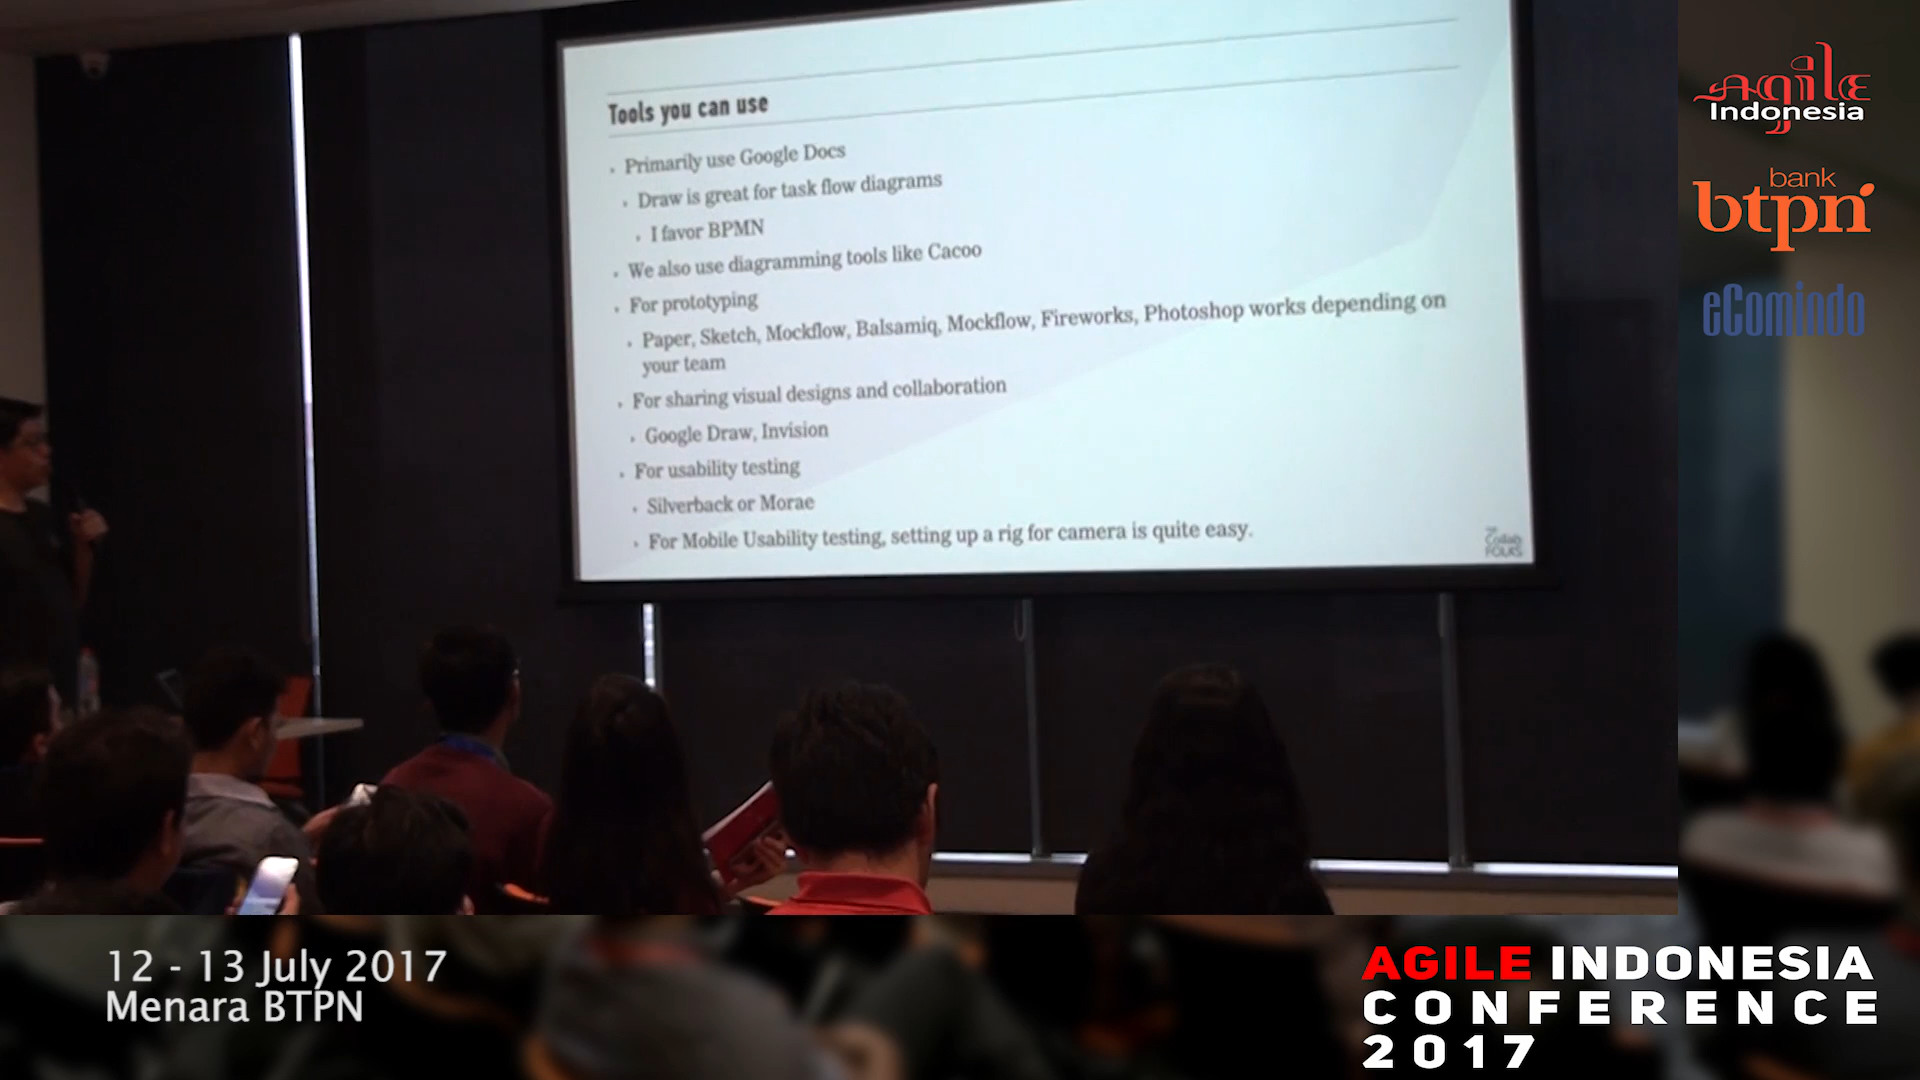 Tools you can use
Primarily use Google Docs
Draw is great for task flow diagrams
I favor BPMN
We also use diagramming tools like Cacoo
For prototyping
Paper, Sketch, Mockflow, Balsamiq, Mockflow, Fireworks, Photoshop works depending on
your team
For sharing visual designs and collaboration
Google Draw, Invision
For usability testing
Silverback or Morae
For Mobile Usability testing, setting up a rig for camera is quite easy.
Collab
FOLKS
agile
Indonesia
bank
btpn
eComindo
12 - 13 July 2017
Menara BTPN
AGILE INDONESIA
CONFERENCE
2017